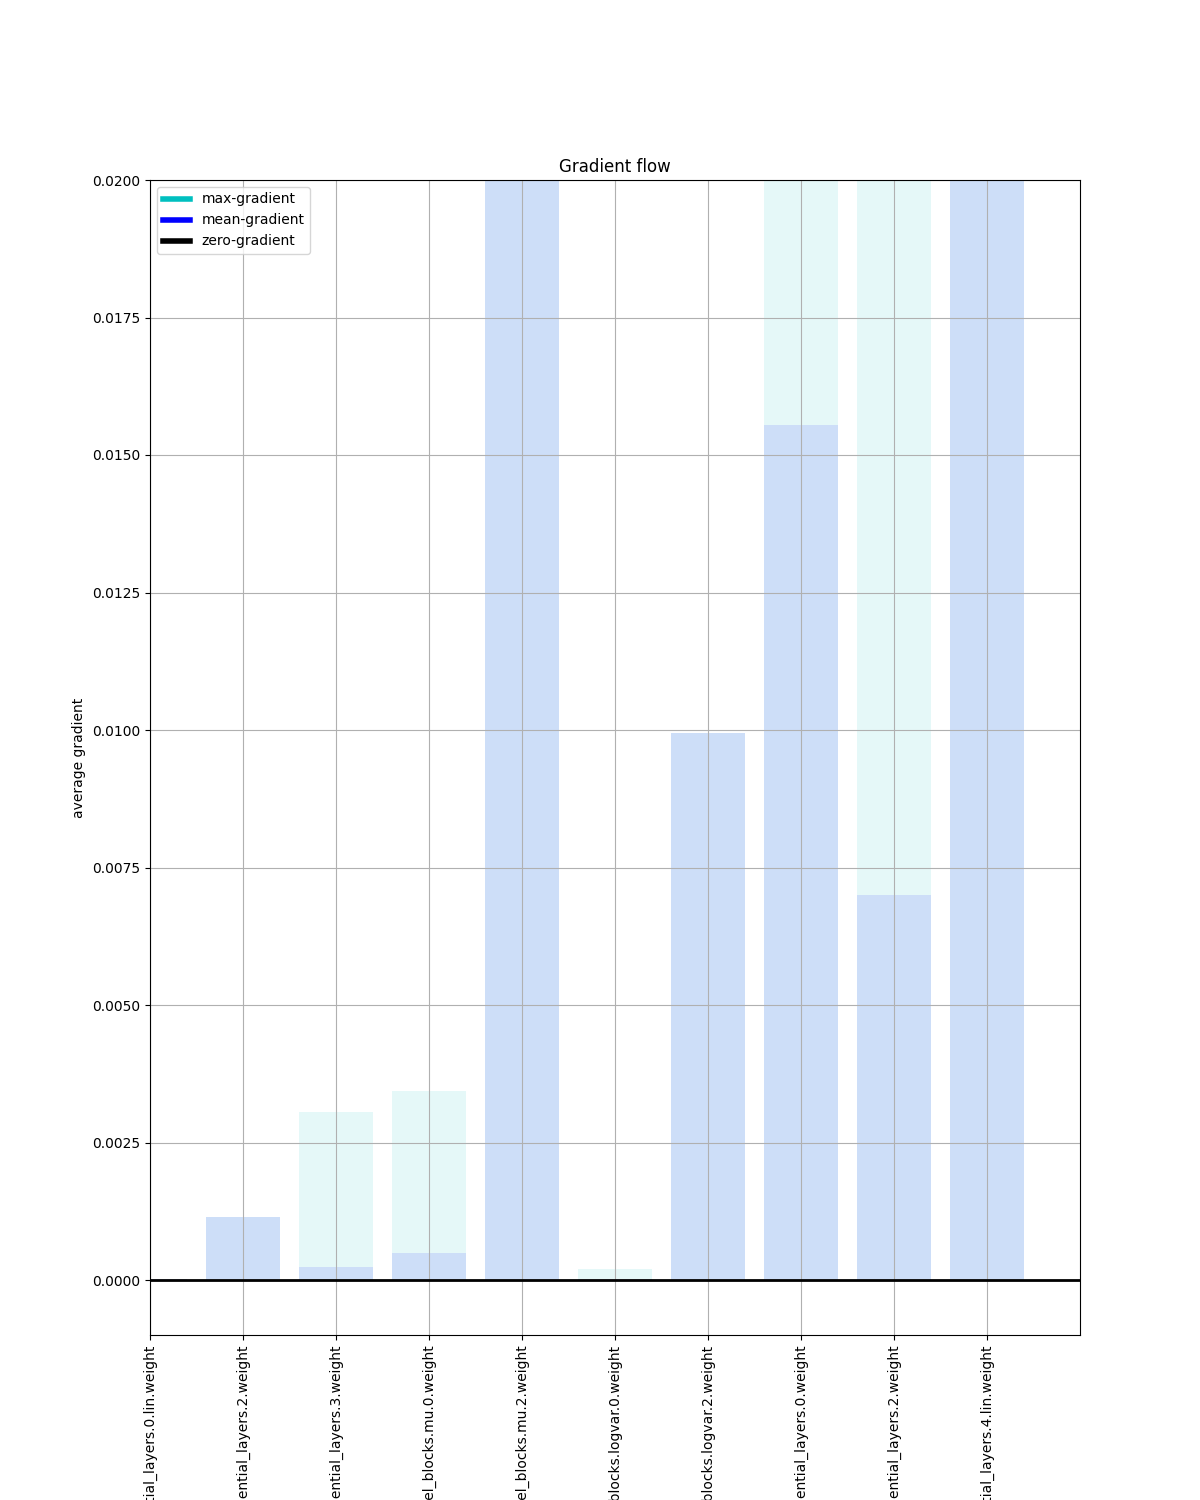 Gradient flow
max-gradient
mean-gradient
zero-gradient
0.0200
0.0175
0.0150
0.0125
0.0100
0.0075
0.0050
0.0025
0.0000
average gradient
tial_layers.0.lin.weight
ential_layers.2.weight
ential_layers.3.weight
el_blocks.mu.0.weight
el_blocks.mu.2.weight
blocks.logvar.0.weight
blocks.logvar.2.weight
ential_layers.0.weight
ential_layers.2.weight
tial_layers.4.lin.weight